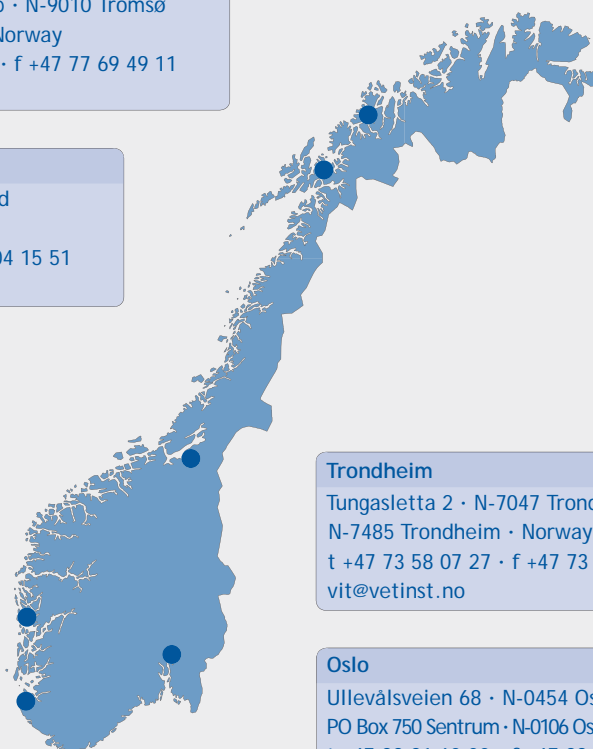 N-9010 Tromsø
Norway
· f +47 77 69 49 11
04 15 51
Trondheim
Tungasletta 2 · N-7047
N-7485 Trondheim · Norway
t +47 73 58 07 27 · f +47 73
vit@vetinst.no
Oslo
Ullevålsveien 68 · N-0454
PO Box 750 Sentrum · N-0106